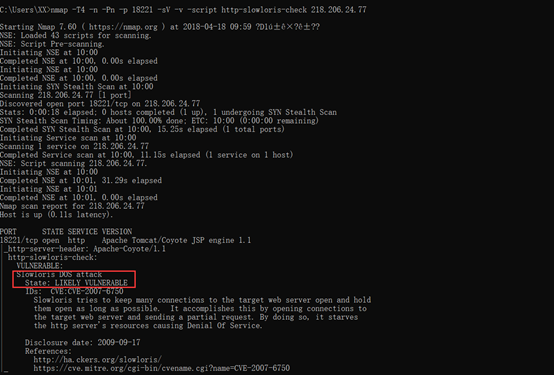 C:\Users\XX>nmap -T4 -n -Pn -p 18221 -sV -v -script http-slowloris-check 218.206.24.77
Starting Nmap 7.60 ( https://nmap.org ) at 2018-04-18 09:59
NSE: Loaded 43 scripts for scanning.
NSE: Script Pre-scanning.
Initiating NSE at 10:00
Completed NSE at 10:00, 0.00s elapsed
Initiating NSE at 10:00
Completed NSE at 10:00, 0.00s elapsed
Initiating SYN Stealth Scan at 10:00
Scanning 218.206.24.77 [1 port]
Discovered open port 18221/tcp on 218.206.24.77
Stats: 0:00:18 elapsed; 0 hosts completed (1 up), 1 undergoing SYN Stealth Scan
SYN Stealth Scan Timing: About 100.00% done; ETC: 10:00 (0:00:00 remaining)
Completed SYN Stealth Scan at 10:00, 15.25s elapsed (1 total ports)
Initiating Service scan at 10:00
Scanning 1 service on 218.206.24.77
Completed Service scan at 10:00, 11.15s elapsed (1 service on 1 host)
NSE: Script scanning 218.206.24.77.
Initiating NSE at 10:00
Completed NSE at 10:01, 31.29s elapsed
Initiating NSE at 10:01
Completed NSE at 10:01, 0.00s elapsed
Nmap scan report for 218.206.24.77
Host is up (0.11s latency).
PORT STATE SERVICE VERSION
18221/tcp open http Apache Tomcat/Coyote JSP engine 1.1
|_http-server-header: Apache-Coyote/1.1
| http-slowloris-check:
| VULNERABLE:
| Slowloris DOS attack
| State: LIKELY VULNERABLE
| IDs: CVE:CVE-2007-6750
| Slowloris tries to keep many connections to the target web server open and hold
| them open as long as possible. It accomplishes this by opening connections to
| the target web server and sending a partial request. By doing so, it starves
| the http server's resources causing Denial Of Service.
|
| Disclosure date: 2009-09-17
| References:
| http://ha.ckers.org/slowloris/
|_ https://cve.mitre.org/cgi-bin/cvename.cgi?name=CVE-2007-6750